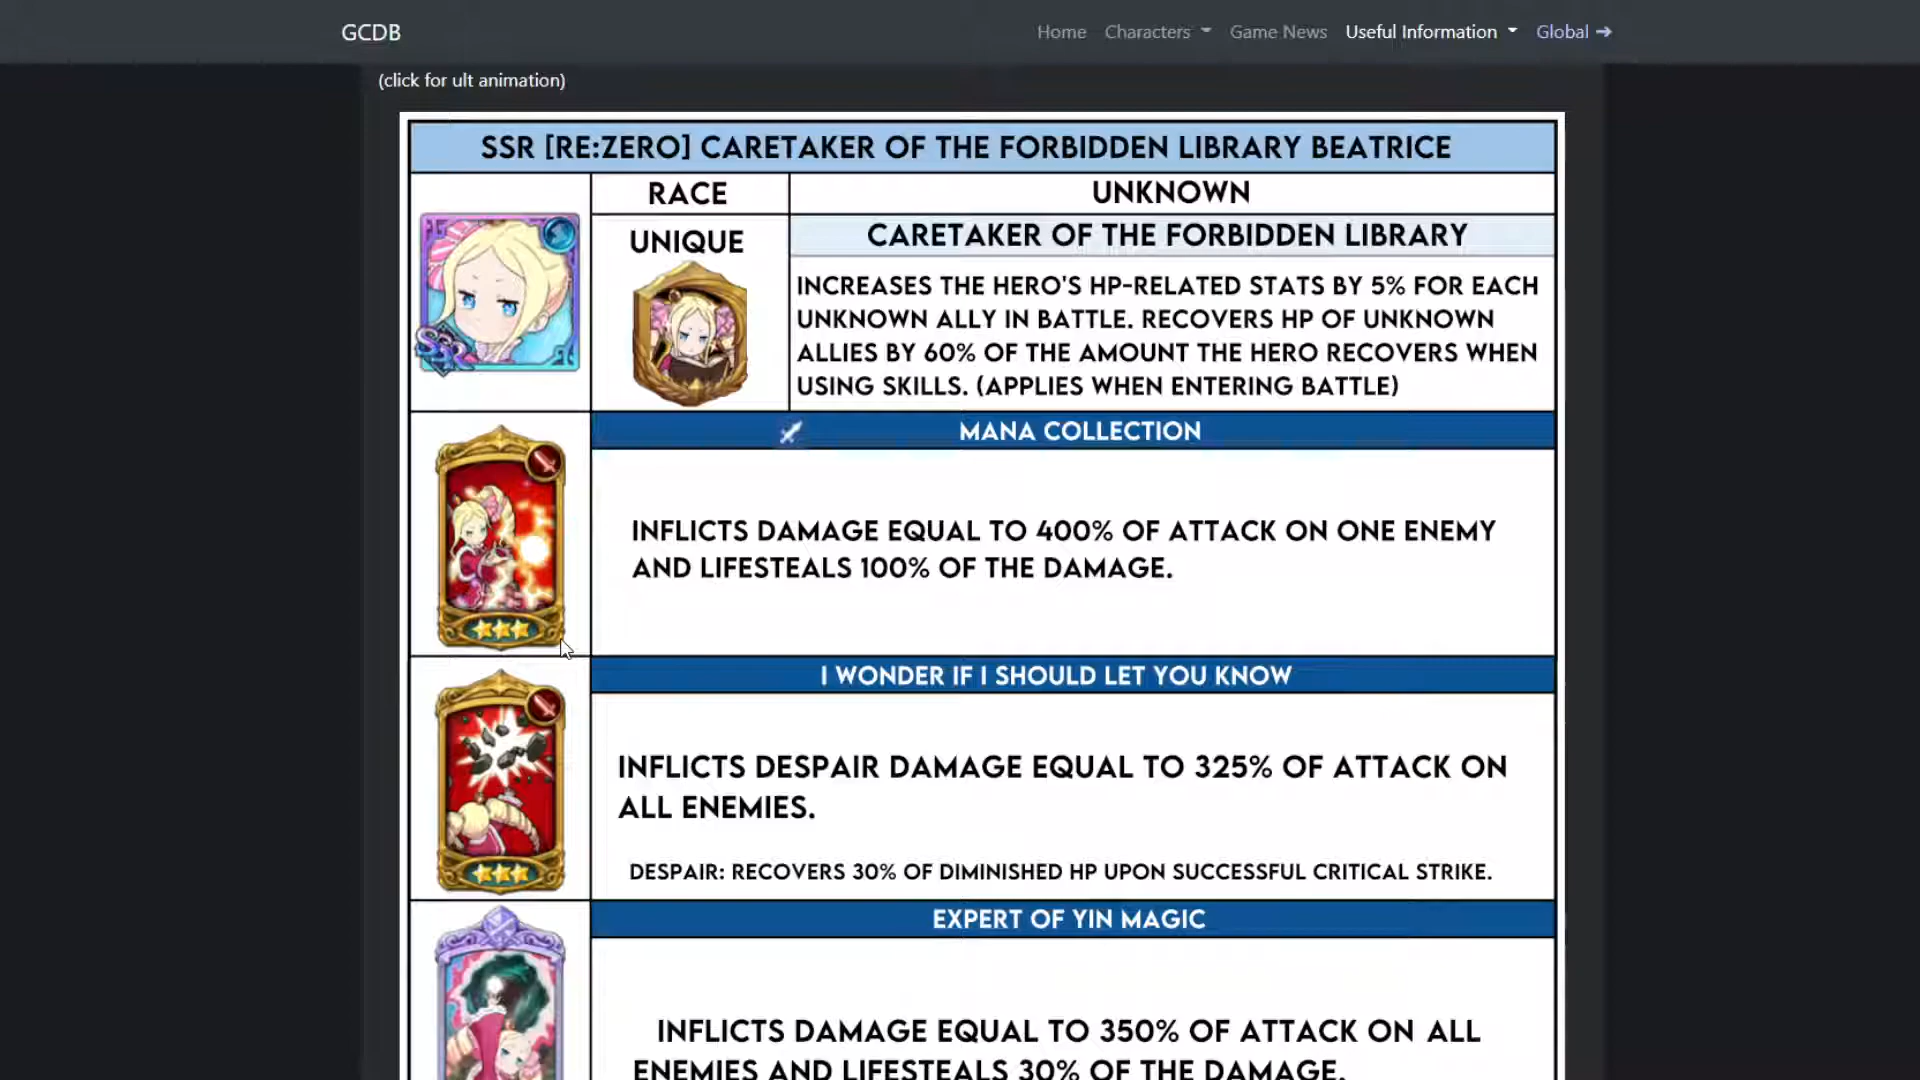 GCDB
Home Characters Game News Useful Information Global
(click for ult animation)
SSR [RE:ZERO] CARETAKER OF THE FORBIDDEN LIBRARY BEATRICE
RACE
UNKNOWN
UNIQUE
CARETAKER OF THE FORBIDDEN LIBRARY
INCREASES THE HERO'S HP-RELATED STATS BY 5% FOR EACH
UNKNOWN ALLY IN BATTLE. RECOVERS HP OF UNKNOWN
ALLIES BY 60% OF THE AMOUNT THE HERO RECOVERS WHEN
USING SKILLS. (APPLIES WHEN ENTERING BATTLE)
SSR
MANA COLLECTION
INFLICTS DAMAGE EQUAL TO 400% OF ATTACK ON ONE ENEMY
AND LIFESTEALS 100% OF THE DAMAGE.
I WONDER IF I SHOULD LET YOU KNOW
INFLICTS DESPAIR DAMAGE EQUAL TO 325% OF ATTACK ON
ALL ENEMIES.
DESPAIR: RECOVERS 30% OF DIMINISHED HP UPON SUCCESSFUL CRITICAL STRIKE.
EXPERT OF YIN MAGIC
INFLICTS DAMAGE EQUAL TO 350% OF ATTACK ON ALL
ENEMIES AND LIFESTEALS 30% OF THE DAMAGE.